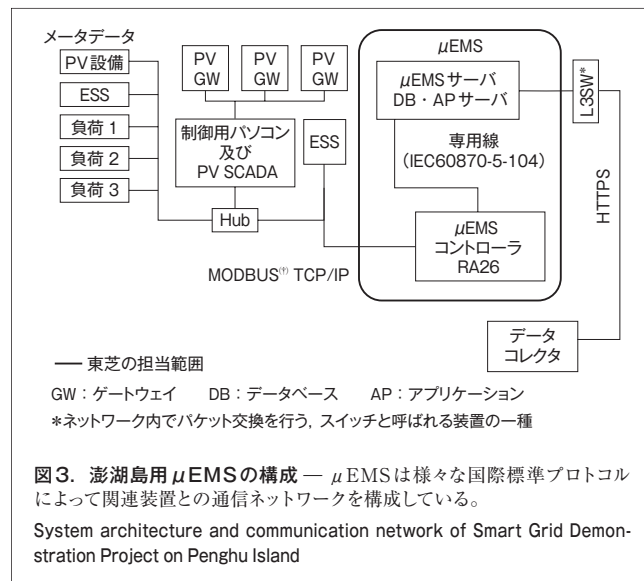 メータデータ
PV設備
ESS
負荷1
負荷2
負荷3
PV
GW
PV
GW
PV
GW
制御用パソコン
及び
PV SCADA
ESS
Hub
MODBUS(†) TCP/IP
μEMS
μEMSサーバ
DB・APサーバ
専用線
(IEC60870-5-104)
μEMS
コントローラ
RA26
L3SW*
HTTPS
データ
コレクタ
── 東芝の担当範囲
GW:ゲートウェイ DB:データベース AP:アプリケーション
*ネットワーク内でパケット交換を行う,スイッチと呼ばれる装置の一種
図3. 澎湖島用μEMSの構成 ― μEMSは様々な国際標準プロトコル
によって関連装置との通信ネットワークを構成している。
System architecture and communication network of Smart Grid Demon-
stration Project on Penghu Island